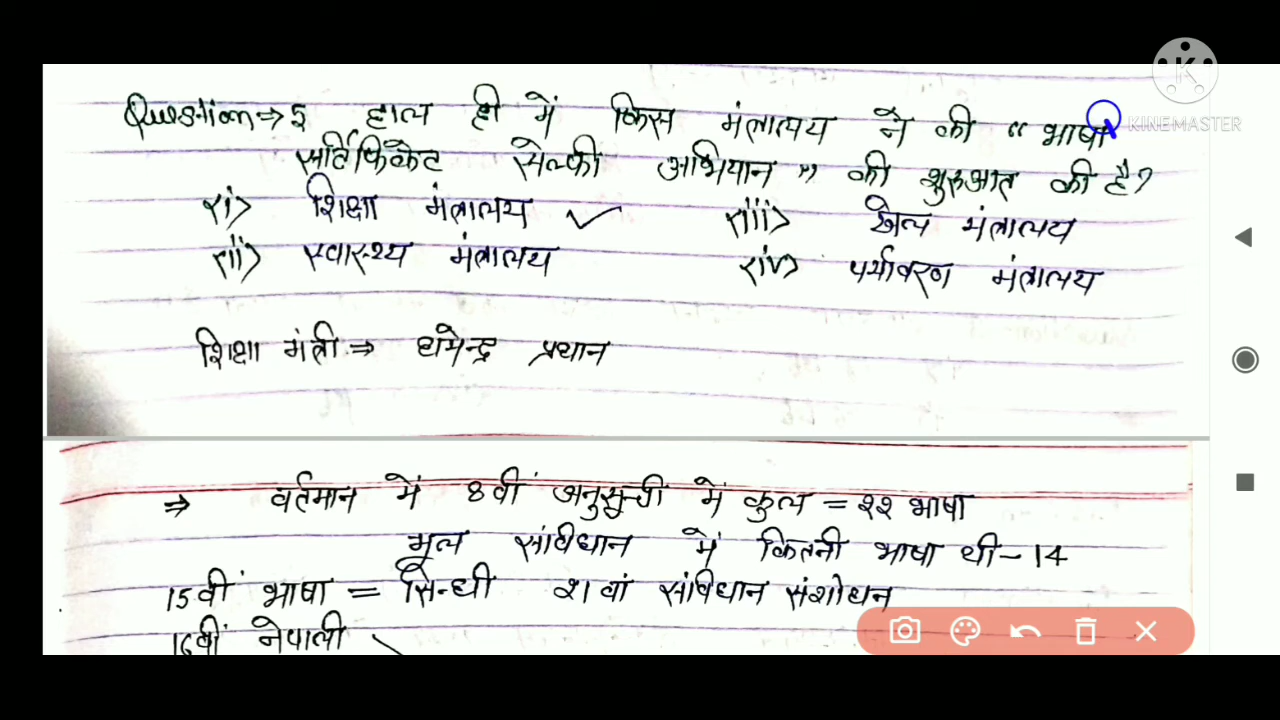 KINEMASTER
Question⇒5 हाल ही में किस मंत्रालय ने की "भाषा
सर्टिफिकेट सेल्फी अभियान" की शुरुआत की है?
(i) शिक्षा मंत्रालय ✓ (iii) खेल मंत्रालय
(ii) स्वास्थ्य मंत्रालय (iv) पर्यावरण मंत्रालय
शिक्षा मंत्री ⇒ धर्मेन्द्र प्रधान
⇒ वर्तमान में 8वीं अनुसूची में कुल = 22 भाषा
मूल संविधान में कितनी भाषा थी - 14
15वीं भाषा = सिन्धी 21वां संविधान संशोधन
16वीं नेपाली